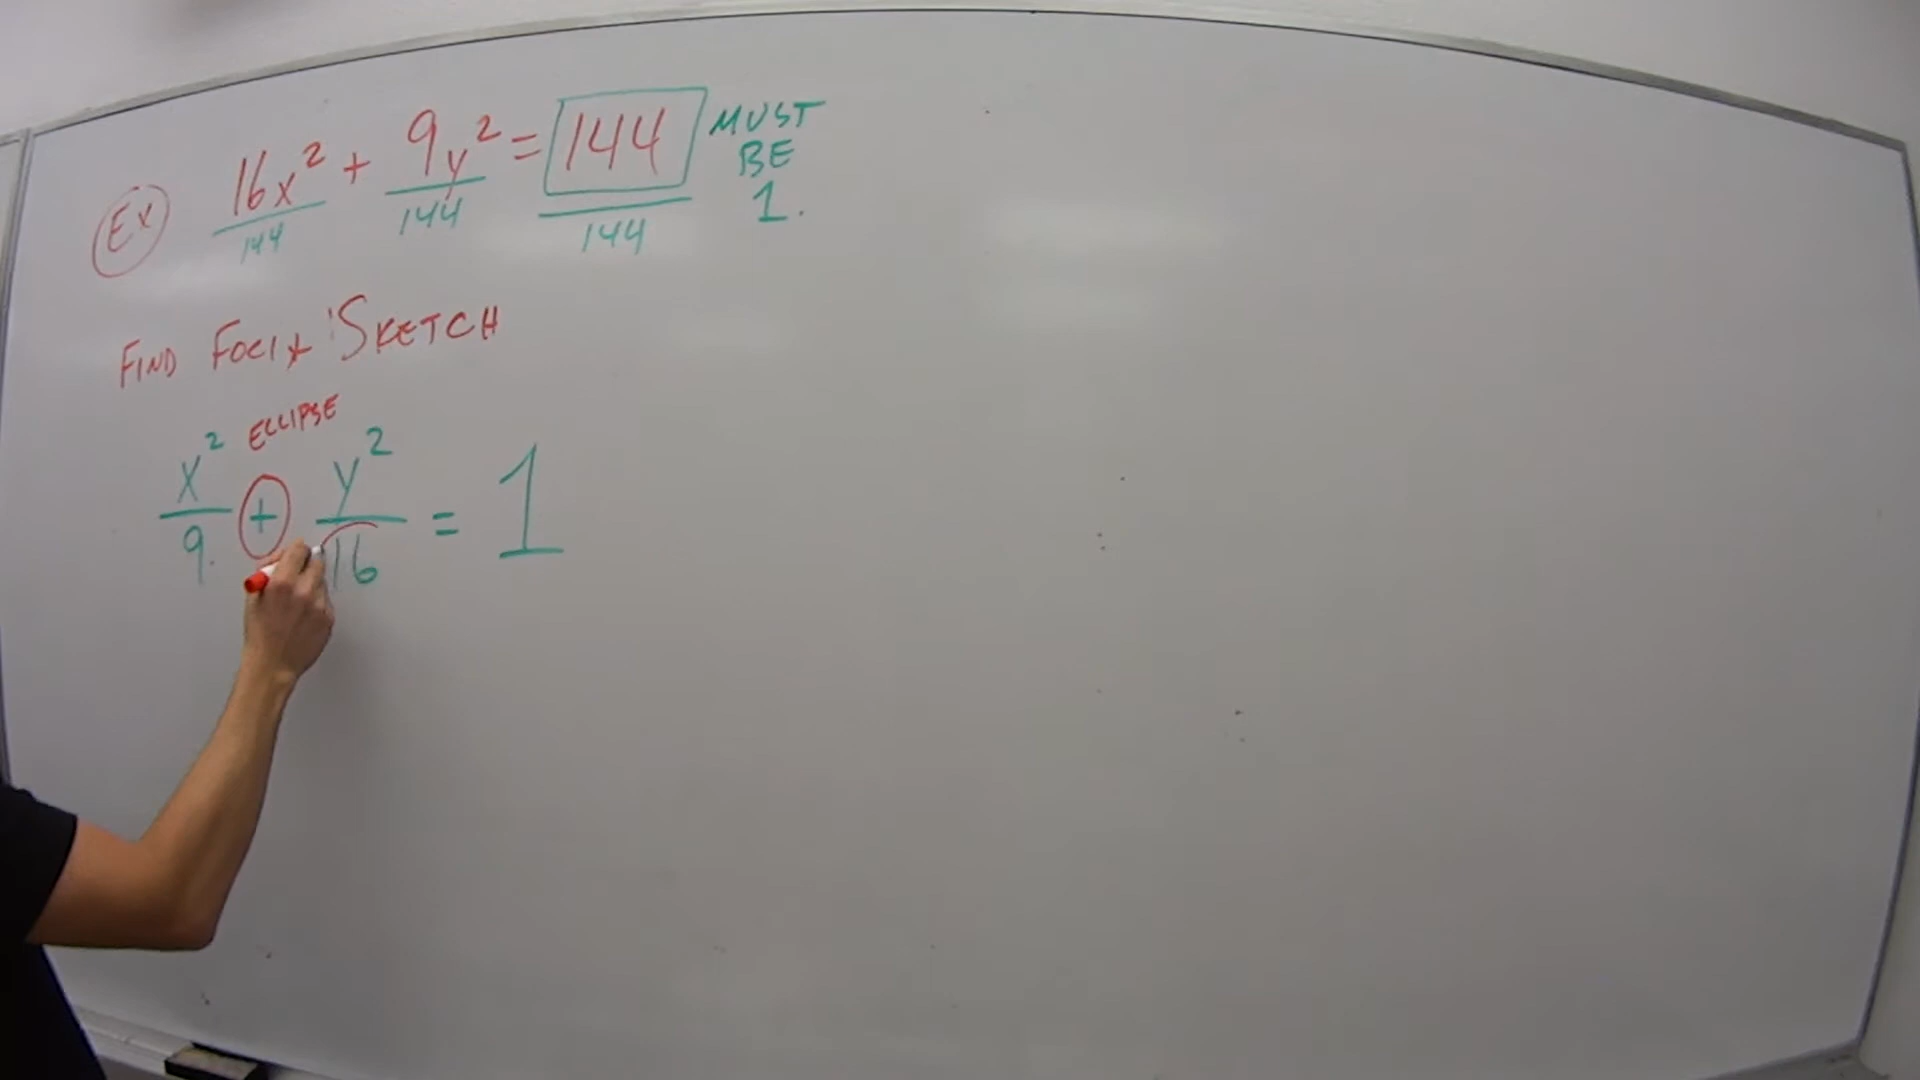 Ex 16x²/144 + 9y²/144 = 144/144 MUST BE 1.
FIND FOCI + SKETCH
ELLIPSE
x²/9 + y²/16 = 1